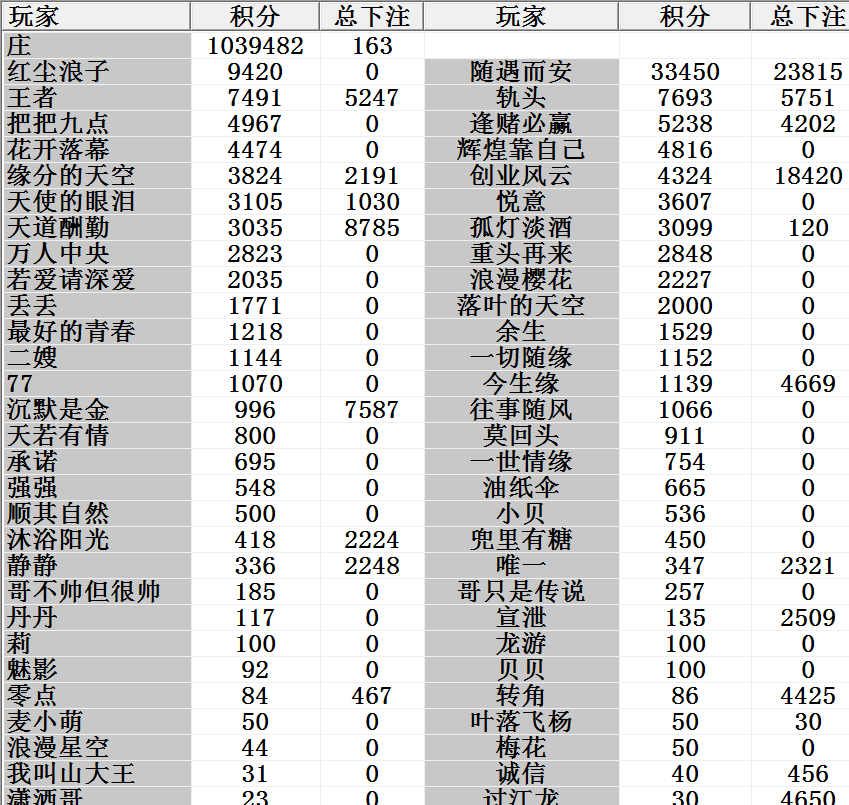 玩家 积分 总下注 玩家 积分 总下注
庄 1039482 163
红尘浪子 9420 0 随遇而安 33450 23815
王者 7491 5247 轨头 7693 5751
把把九点 4967 0 逢赌必赢 5238 4202
花开落幕 4474 0 辉煌靠自己 4816 0
缘分的天空 3824 2191 创业风云 4324 18420
天使的眼泪 3105 1030 悦意 3607 0
天道酬勤 3035 8785 孤灯淡酒 3099 120
万人中央 2823 0 重头再来 2848 0
若爱请深爱 2035 0 浪漫樱花 2227 0
丢丢 1771 0 落叶的天空 2000 0
最好的青春 1218 0 余生 1529 0
二嫂 1144 0 一切随缘 1152 0
77 1070 0 今生缘 1139 4669
沉默是金 996 7587 往事随风 1066 0
天若有情 800 0 莫回头 911 0
承诺 695 0 一世情缘 754 0
强强 548 0 油纸伞 665 0
顺其自然 500 0 小贝 536 0
沐浴阳光 418 2224 兜里有糖 450 0
静静 336 2248 唯一 347 2321
哥不帅但很帅 185 0 哥只是传说 257 0
丹丹 117 0 宣泄 135 2509
莉 100 0 龙游 100 0
魅影 92 0 贝贝 100 0
零点 84 467 转角 86 4425
麦小萌 50 0 叶落飞杨 50 30
浪漫星空 44 0 梅花 50 0
我叫山大王 31 0 诚信 40 456
潇洒哥 23 0 过江龙 30 4650